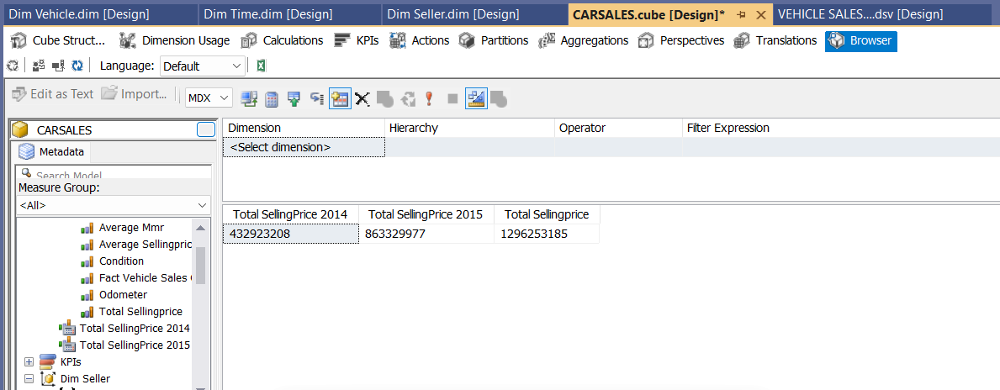 Dim Vehicle.dim [Design] Dim Time.dim [Design] Dim Seller.dim [Design] CARSALES.cube [Design]* VEHICLE SALES....dsv [Design]
Cube Struct... Dimension Usage Calculations KPIs Actions Partitions Aggregations Perspectives Translations Browser
Language: Default
Edit as Text Import... MDX
CARSALES
Metadata
Search Model
Measure Group:
<All>
Average Mmr
Average Sellingpric
Condition
Fact Vehicle Sales
Odometer
Total Sellingprice
Total SellingPrice 2014
Total SellingPrice 2015
KPIs
Dim Seller
Dimension Hierarchy Operator Filter Expression
<Select dimension>
Total SellingPrice 2014 Total SellingPrice 2015 Total Sellingprice
432923208 863329977 1296253185